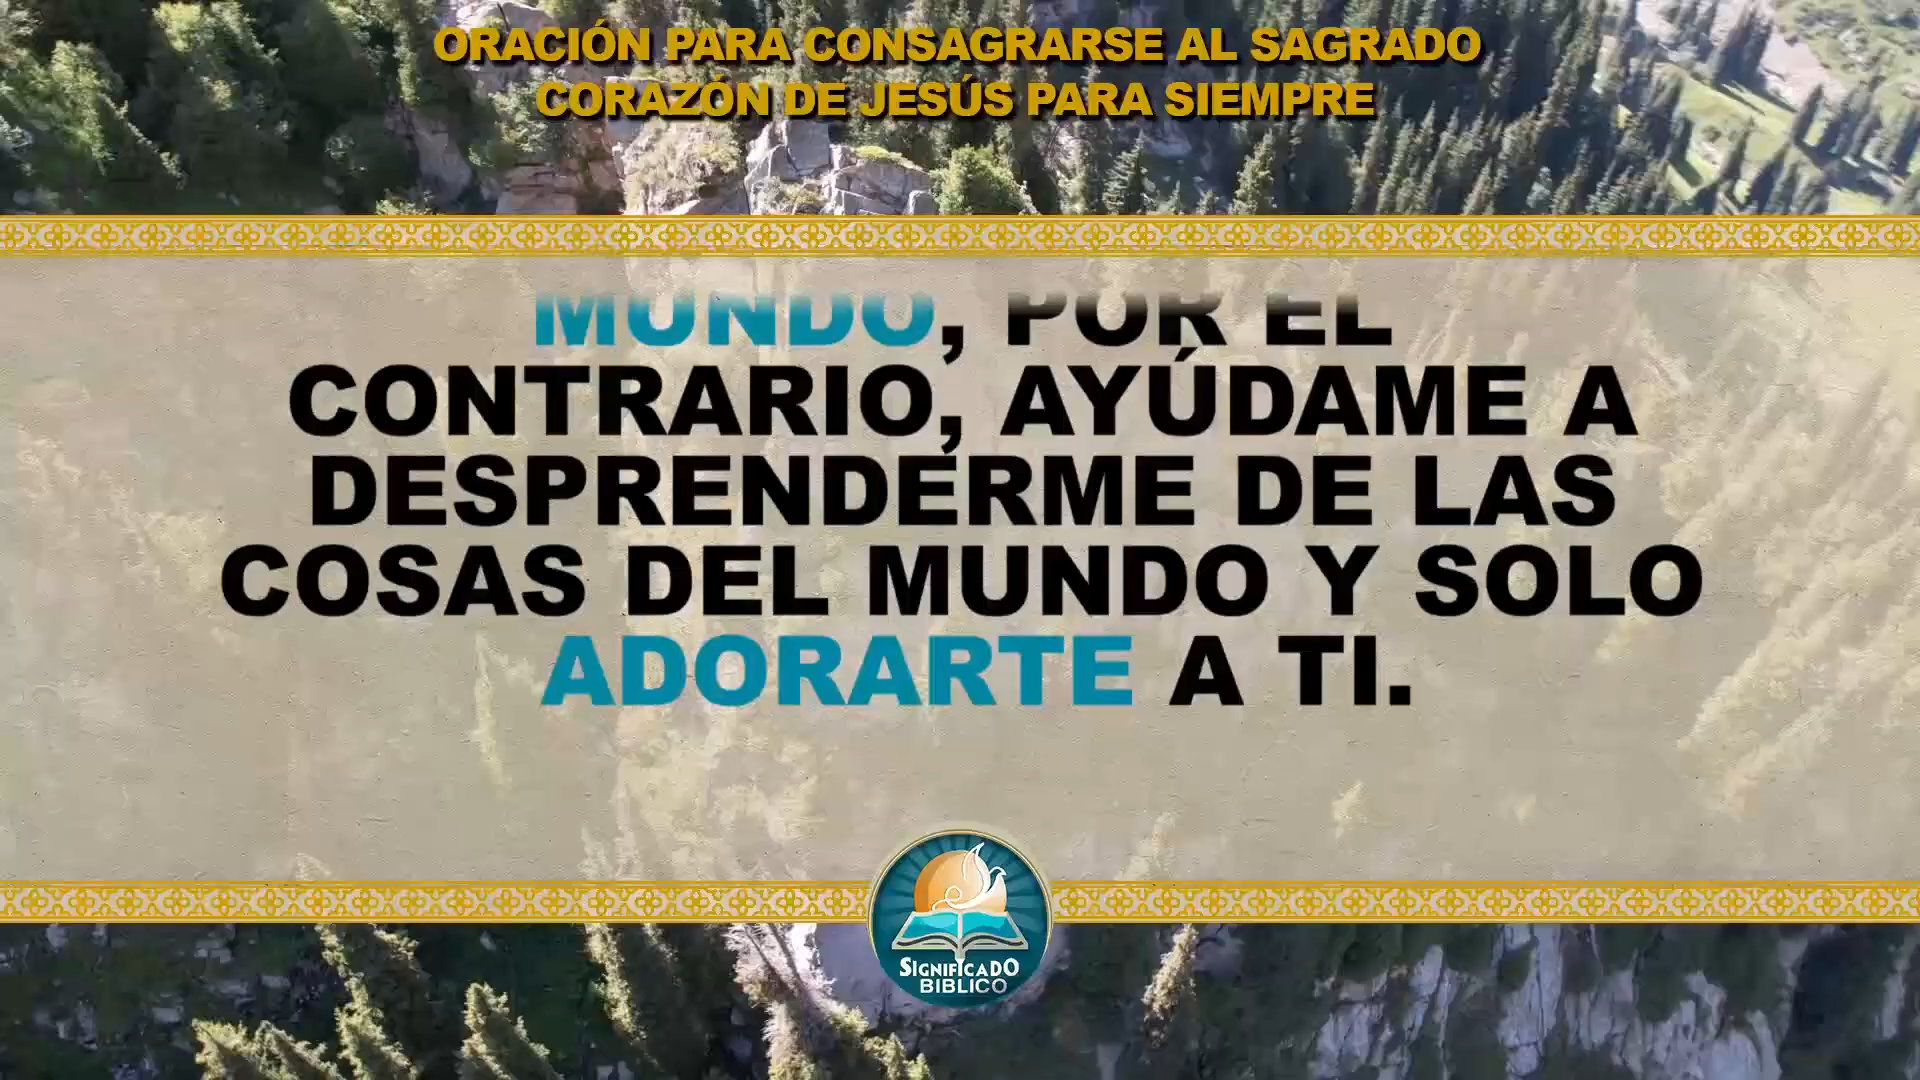 ORACIÓN PARA CONSAGRARSE AL SAGRADO
CORAZÓN DE JESÚS PARA SIEMPRE
MUNDO, POR EL
CONTRARIO, AYÚDAME A
DESPRENDERME DE LAS
COSAS DEL MUNDO Y SOLO
ADORARTE A TI.
SIGNIFICADO
BIBLICO